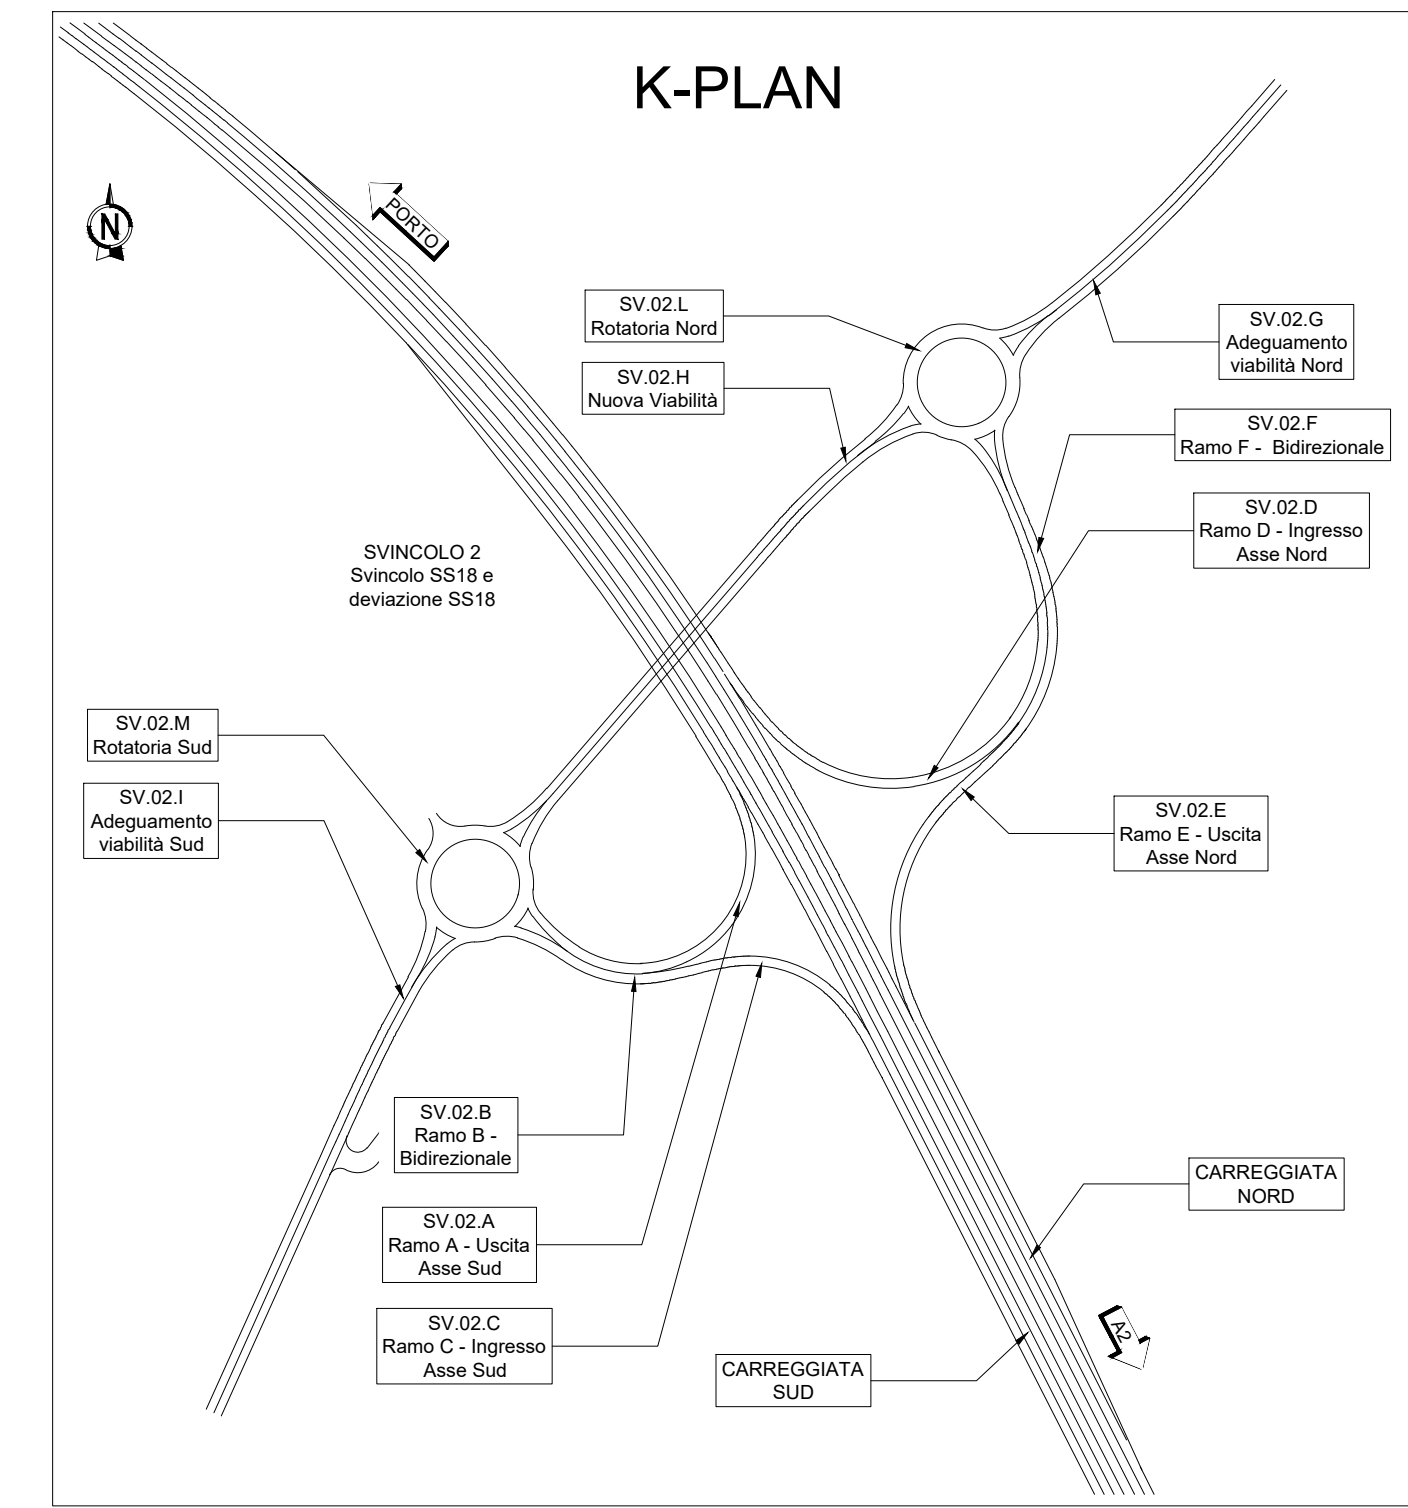 K-PLAN
PORTO
N
SV.02.L
Rotatoria Nord
SV.02.G
Adeguamento
viabilità Nord
SV.02.H
Nuova Viabilità
SV.02.F
Ramo F - Bidirezionale
SV.02.D
Ramo D - Ingresso
Asse Nord
SVINCOLO 2
Svincolo SS18 e
deviazione SS18
SV.02.M
Rotatoria Sud
SV.02.I
Adeguamento
viabilità Sud
SV.02.E
Ramo E - Uscita
Asse Nord
SV.02.B
Ramo B -
Bidirezionale
CARREGGIATA
NORD
SV.02.A
Ramo A - Uscita
Asse Sud
SV.02.C
Ramo C - Ingresso
Asse Sud
A2
CARREGGIATA
SUD